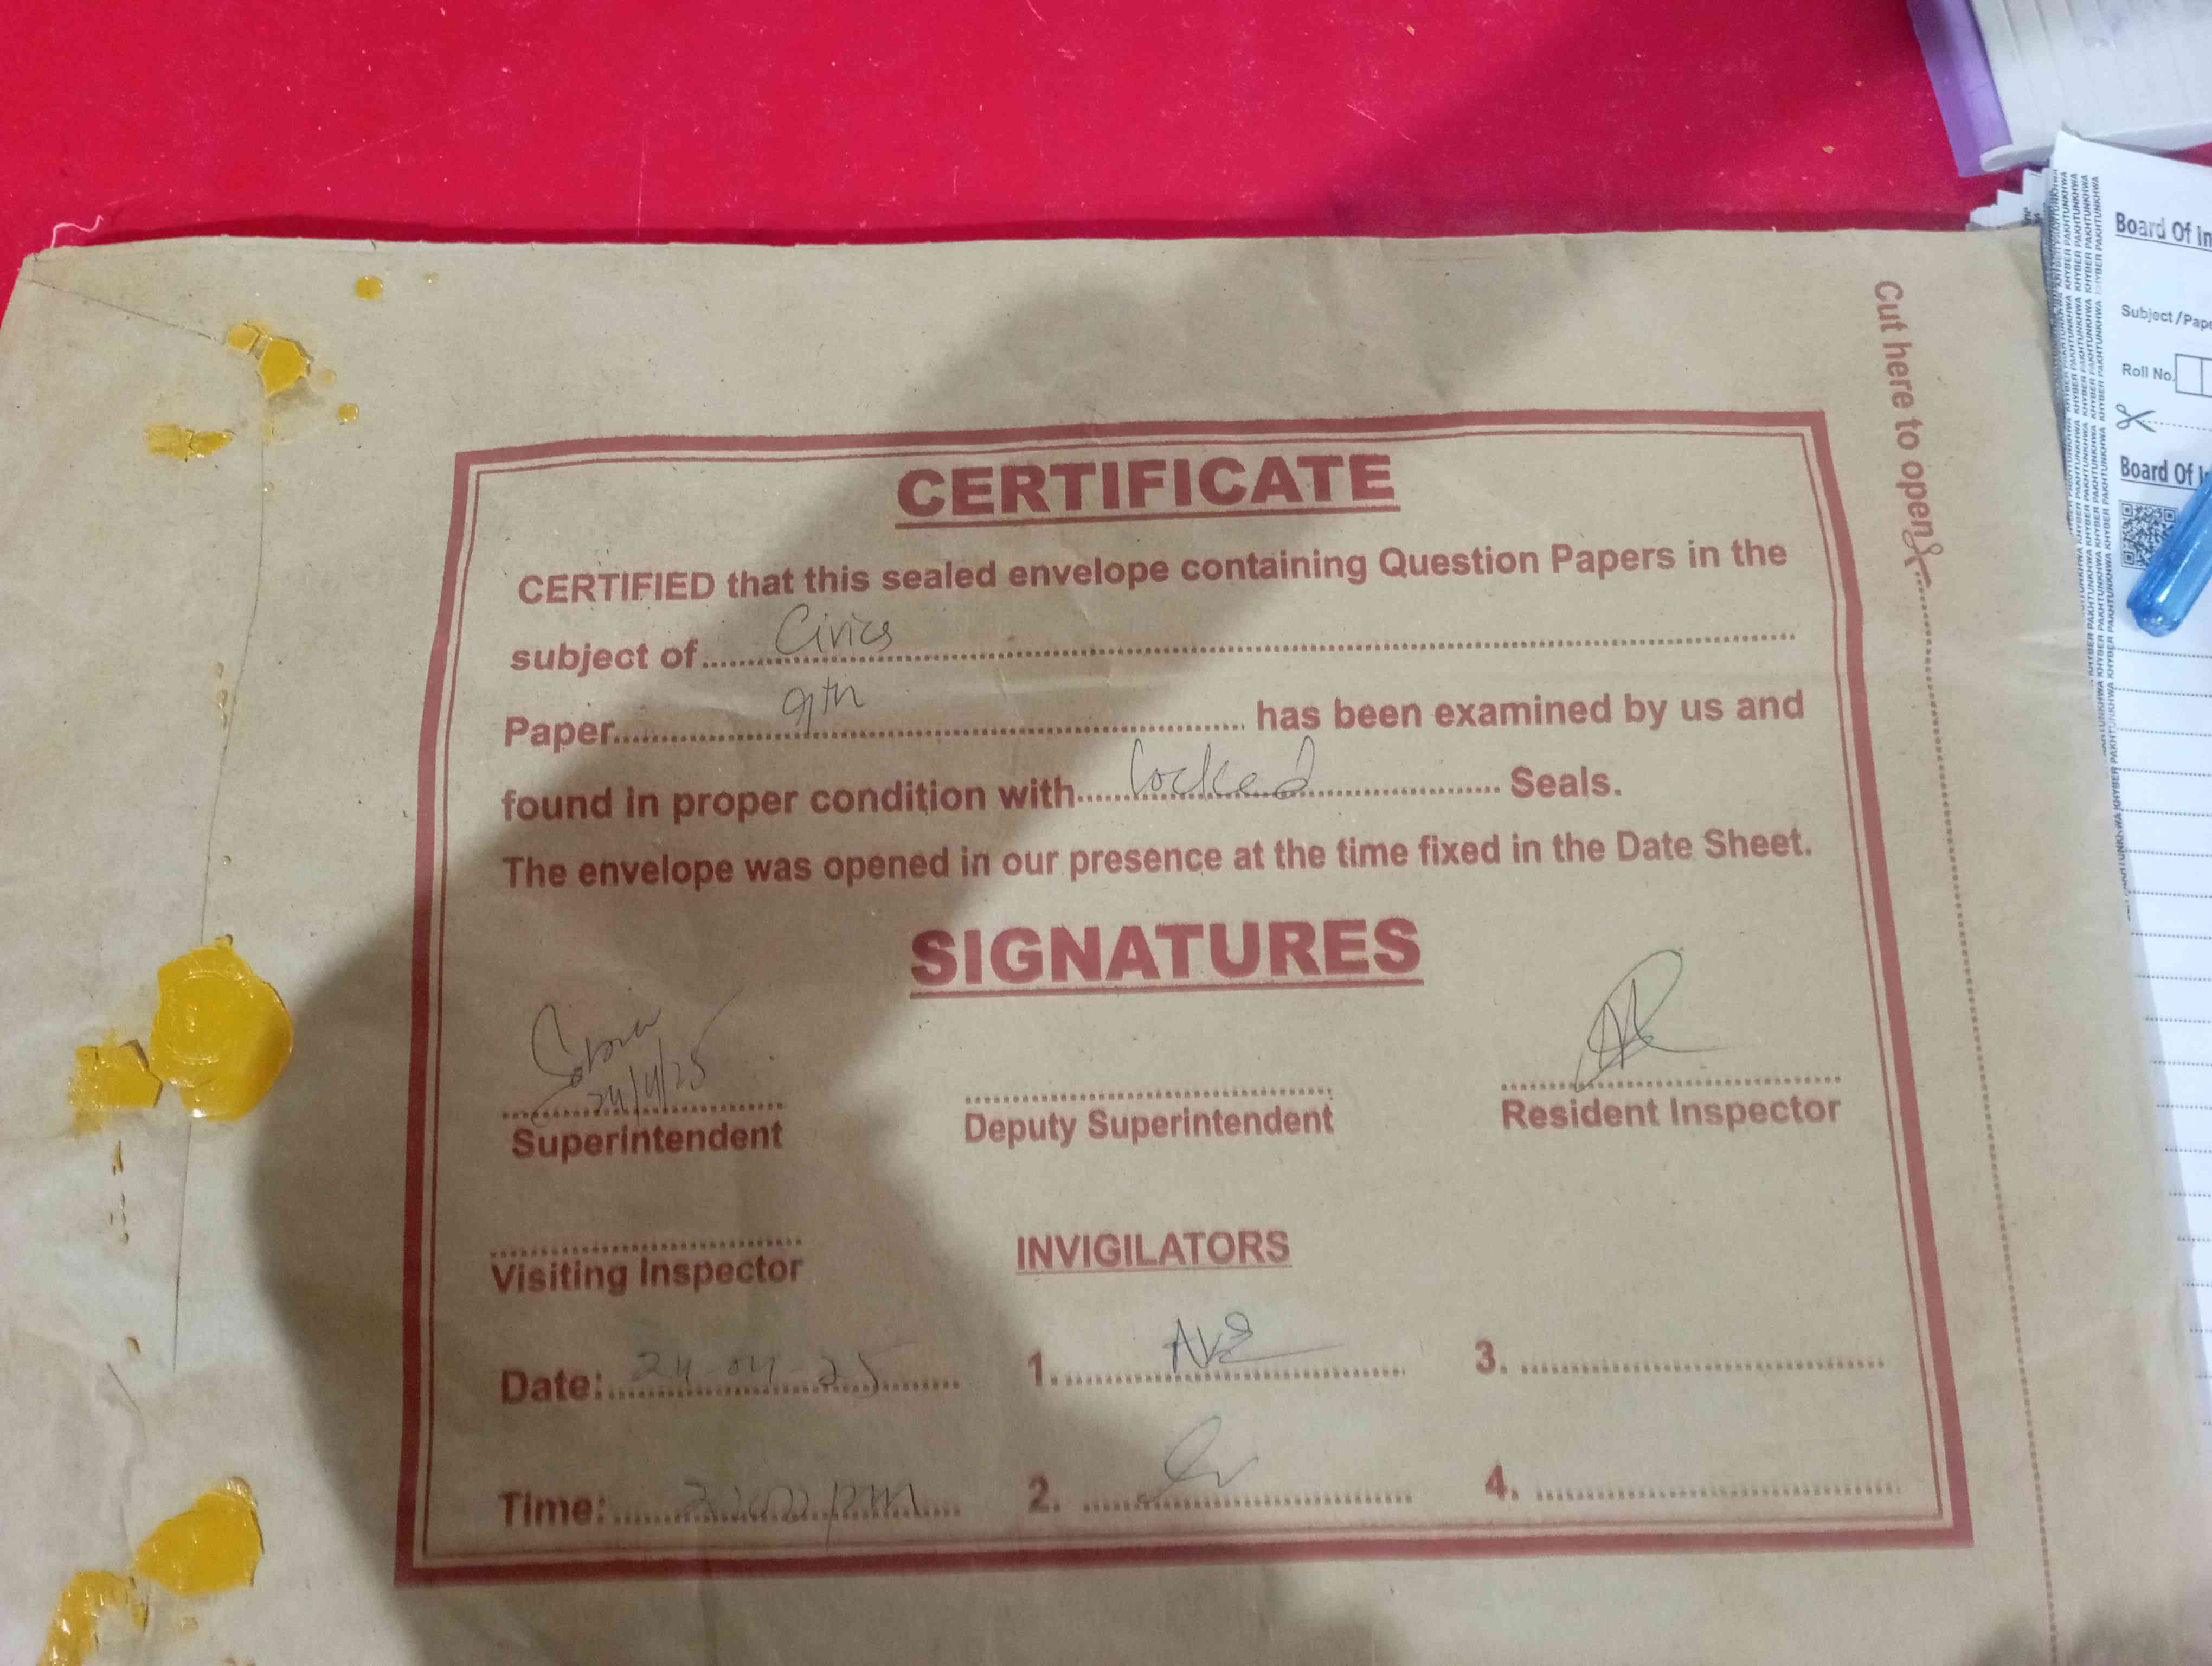 CERTIFICATE
CERTIFIED that this sealed envelope containing Question Papers in the
subject of Civics
Paper 9th has been examined by us and
found in proper condition with locked Seals.
The envelope was opened in our presence at the time fixed in the Date Sheet.
SIGNATURES
24/4/25
Superintendent
Deputy Superintendent
Resident Inspector
Visiting Inspector
INVIGILATORS
Date: 24-04-25
1.
3.
Time: pm
2.
4.
Cut here to open
Board Of
Subject/
Roll No.
Board Of
KHYBER PAKHTUNKHWA